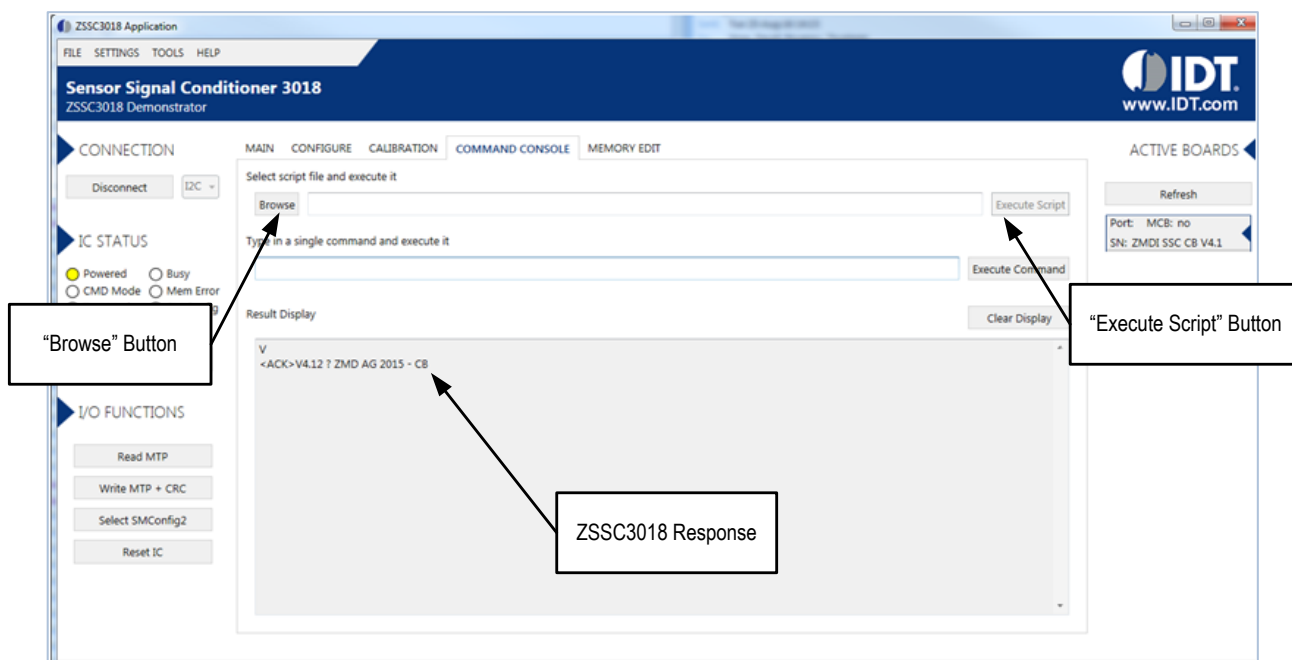 ZSSC3018 Application
FILE SETTINGS TOOLS HELP
Sensor Signal Conditioner 3018
ZSSC3018 Demonstrator
IDT.
www.IDT.com
CONNECTION
Disconnect I2C
IC STATUS
Powered Busy
CMD Mode Mem Error
I/O FUNCTIONS
Read MTP
Write MTP + CRC
Select SMConfig2
Reset IC
MAIN CONFIGURE CALIBRATION COMMAND CONSOLE MEMORY EDIT
Select script file and execute it
Browse Execute Script
Type in a single command and execute it
Execute Command
Result Display Clear Display
V
<ACK>V4.12 ? ZMD AG 2015 - CB
ACTIVE BOARDS
Refresh
Port: MCB: no
SN: ZMDI SSC CB V4.1
“Browse” Button
“Execute Script” Button
ZSSC3018 Response